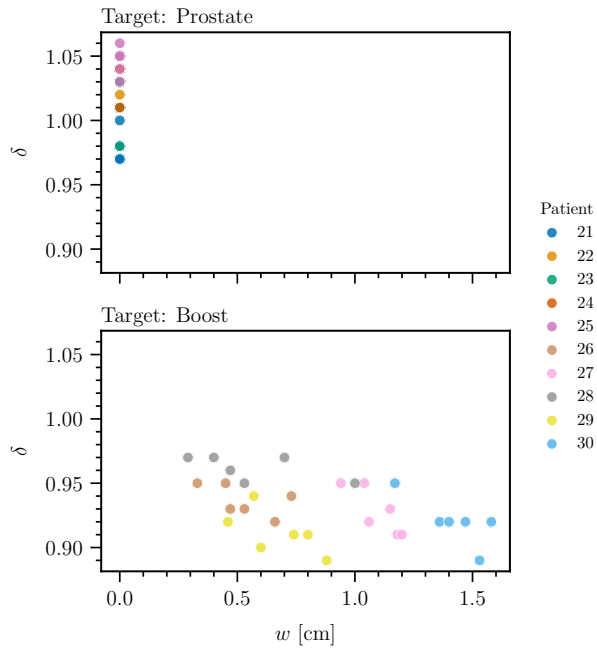 Target: Prostate
1.05
1.00
0.95
0.90
δ
Target: Boost
1.05
1.00
0.95
0.90
δ
0.0 0.5 1.0 1.5
w [cm]
Patient
21
22
23
24
25
26
27
28
29
30